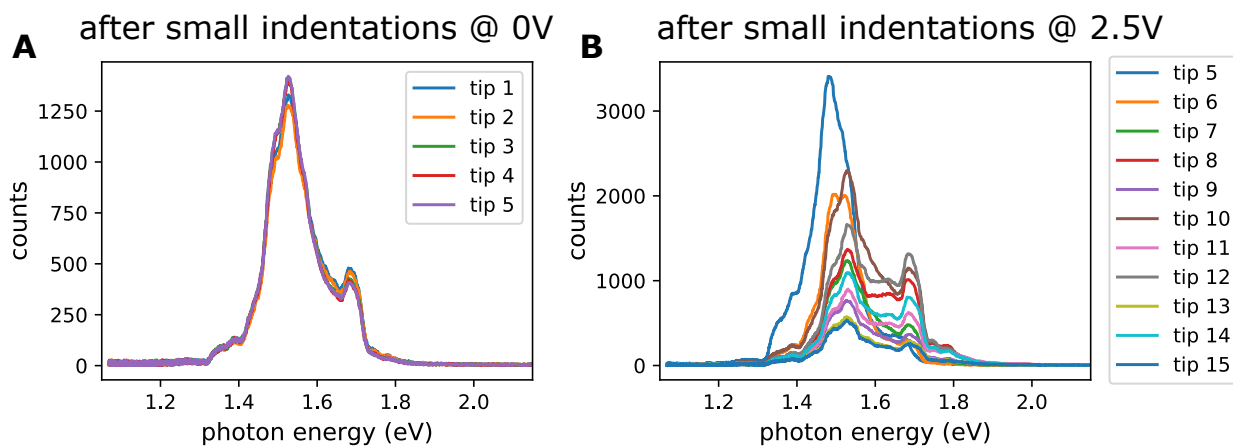 after small indentations @ 0V
after small indentations @ 2.5V
A
B
counts
1250
1000
750
500
250
0
1.2
1.4
1.6
1.8
2.0
photon energy (eV)
tip 1
tip 2
tip 3
tip 4
tip 5
counts
3000
2000
1000
0
1.2
1.4
1.6
1.8
2.0
photon energy (eV)
tip 5
tip 6
tip 7
tip 8
tip 9
tip 10
tip 11
tip 12
tip 13
tip 14
tip 15